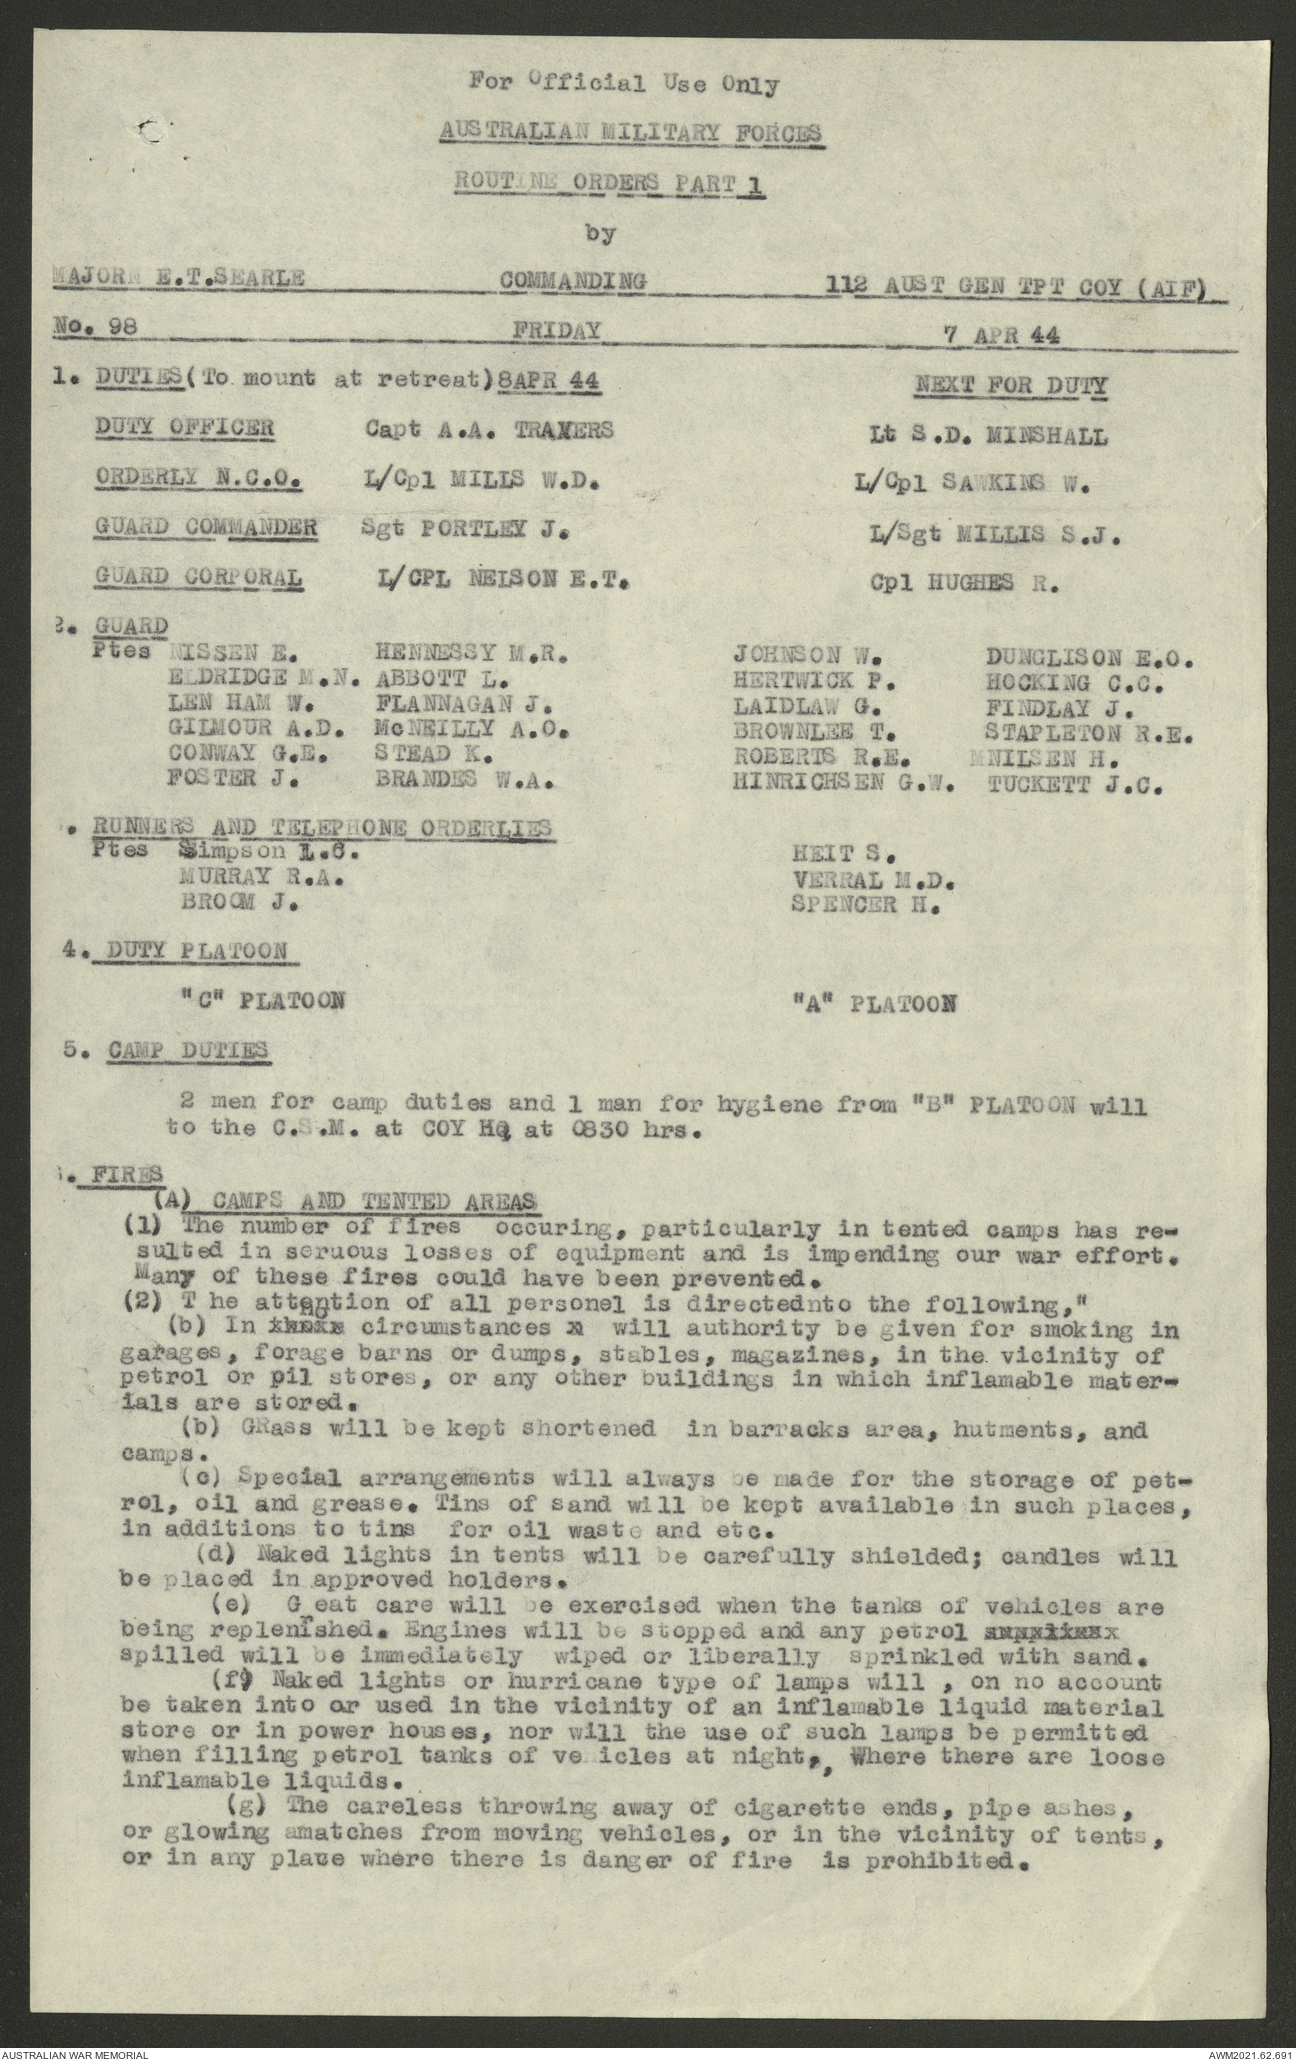 For Official Use Only
AUSTRALIAN MILITARY FORCES
ROUTINE ORDERS PART 1
by
MAJORN E.T.SEARLE COMMANDING 112 AUST GEN TPT COY (AIF)
No. 98 FRIDAY 7 APR 44
1. DUTIES(To mount at retreat)8APR 44 NEXT FOR DUTY
DUTY OFFICER Capt A.A. TRAVERS Lt S.D. MINSHALL
ORDERLY N.C.O. L/Cpl MILLS W.D. L/Cpl SAWKINS W.
GUARD COMMANDER Sgt PORTLEY J. L/Sgt MILLIS S.J.
GUARD CORPORAL L/CPL NELSON E.T. Cpl HUGHES R.
2. GUARD
Ptes NISSEN E. HENNESSY M.R. JOHNSON W. DUNGLISON E.O.
ELDRIDGE M.N. ABBOTT L. HERTWICK P. HOCKING C.C.
LEN HAM W. FLANNAGAN J. LAIDLAW G. FINDLAY J.
GILMOUR A.D. McNEILLY A.O. BROWNLEE T. STAPLETON R.E.
CONWAY G.E. STEAD K. ROBERTS R.E. MNILSEN H.
FOSTER J. BRANDES W.A. HINRICHSEN G.W. TUCKETT J.C.
. RUNNERS AND TELEPHONE ORDERLIES
Ptes Simpson L.C. HEIT S.
MURRAY R.A. VERRAL M.D.
BROOM J. SPENCER H.
4. DUTY PLATOON
"C" PLATOON "A" PLATOON
5. CAMP DUTIES
2 men for camp duties and 1 man for hygiene from "B" PLATOON will
to the C.S.M. at COY HQ at 0830 hrs.
. FIRES
(A) CAMPS AND TENTED AREAS
(1) The number of fires occuring, particularly in tented camps has re-
sulted in seruous losses of equipment and is impending our war effort.
Many of these fires could have been prevented.
(2) T he attention of all personel is directednto the following,"
(b) In no circumstances x will authority be given for smoking in
garages, forage barns or dumps, stables, magazines, in the vicinity of
petrol or pil stores, or any other buildings in which inflamable mater-
ials are stored.
(b) GRass will be kept shortened in barracks area, hutments, and
camps.
(c) Special arrangements will always be made for the storage of pet-
rol, oil and grease. Tins of sand will be kept available in such places,
in additions to tins for oil waste and etc.
(d) Naked lights in tents will be carefully shielded; candles will
be placed in approved holders.
(e) Great care will be exercised when the tanks of vehicles are
being replenished. Engines will be stopped and any petrol
spilled will be immediately wiped or liberally sprinkled with sand.
(f) Naked lights or hurricane type of lamps will , on no account
be taken into or used in the vicinity of an inflamable liquid material
store or in power houses, nor will the use of such lamps be permitted
when filling petrol tanks of vehicles at night,, Where there are loose
inflamable liquids.
(g) The careless throwing away of cigarette ends, pipe ashes,
or glowing amatches from moving vehicles, or in the vicinity of tents,
or in any place where there is danger of fire is prohibited.
AUSTRALIAN WAR MEMORIAL AWM2021.62.691